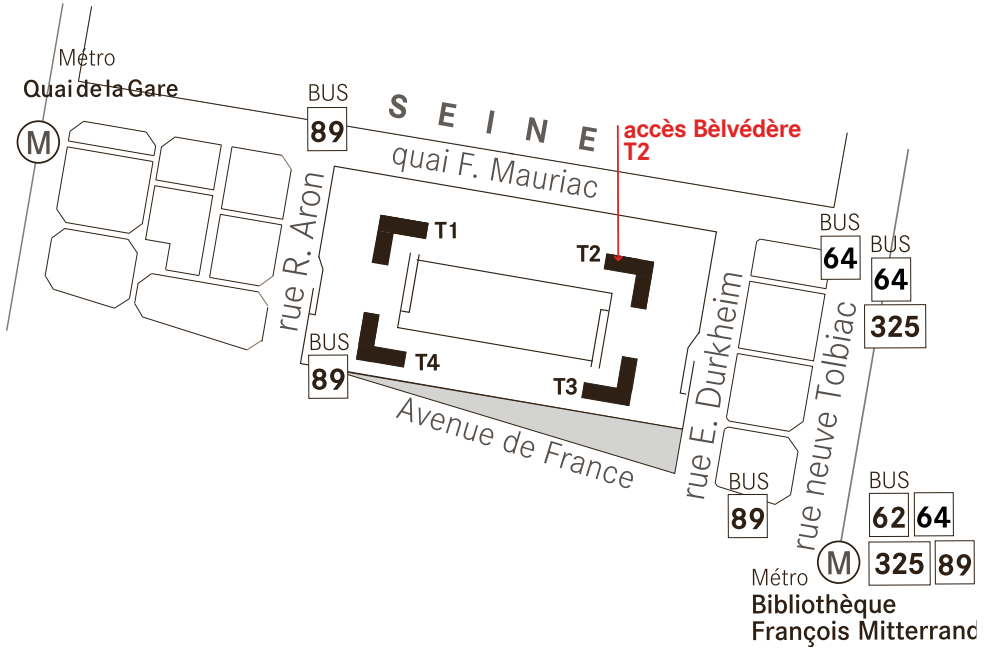 Métro
Quai de la Gare
M
BUS
89
SEINE
quai F. Mauriac
accès Bèlvédère
T2
rue R. Aron
T1
T2
BUS
64
BUS
64
325
BUS
89
T4
T3
Avenue de France
rue E. Durkheim
rue neuve Tolbiac
BUS
89
BUS
62 64
325 89
M
Métro
Bibliothèque
François Mitterrand